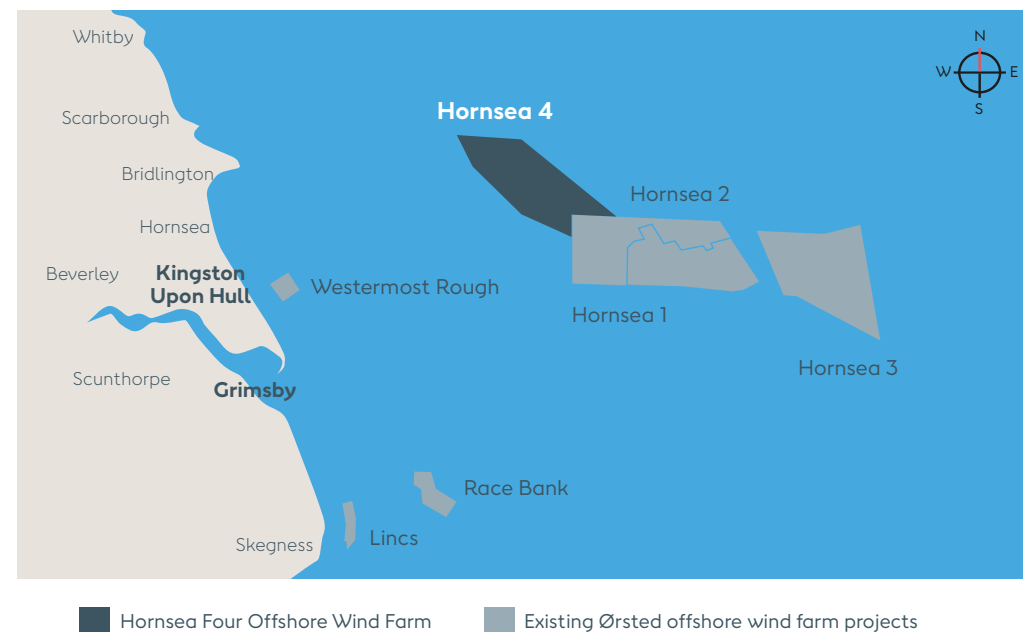 Whitby
N
W
E
S
Scarborough
Hornsea 4
Bridlington
Hornsea 2
Hornsea
Beverley
Kingston
Upon Hull
Westermost Rough
Hornsea 1
Hornsea 3
Scunthorpe
Grimsby
Race Bank
Lincs
Skegness
Hornsea Four Offshore Wind Farm
Existing Ørsted offshore wind farm projects